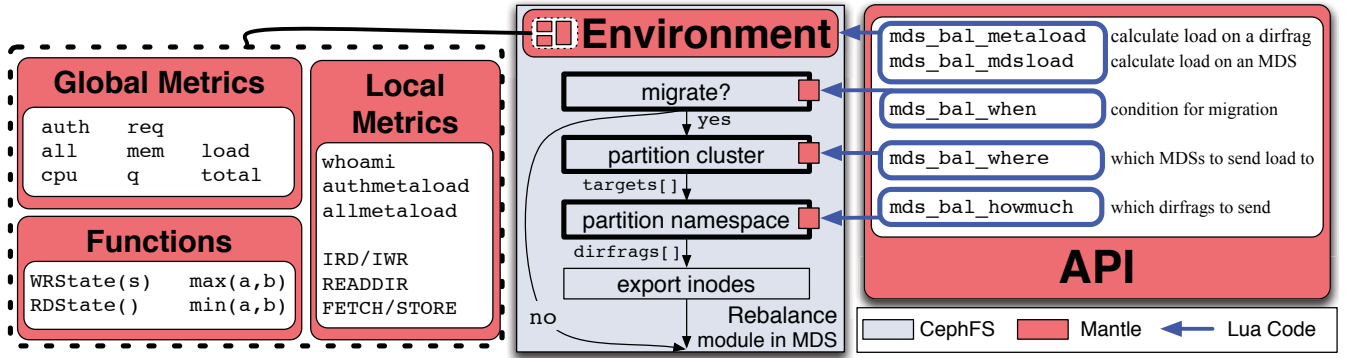 Global Metrics
auth req
all mem load
cpu q total
Functions
WRState(s) max(a,b)
RDState() min(a,b)
Local
Metrics
whoami
authmetaload
allmetaload
IRD/IWR
READDIR
FETCH/STORE
Environment
migrate?
yes
partition cluster
targets[]
partition namespace
dirfrags[]
export inodes
no
Rebalance
module in MDS
mds_bal_metaload calculate load on a dirfrag
mds_bal_mdsload calculate load on an MDS
mds_bal_when condition for migration
mds_bal_where which MDSs to send load to
mds_bal_howmuch which dirfrags to send
API
CephFS Mantle Lua Code